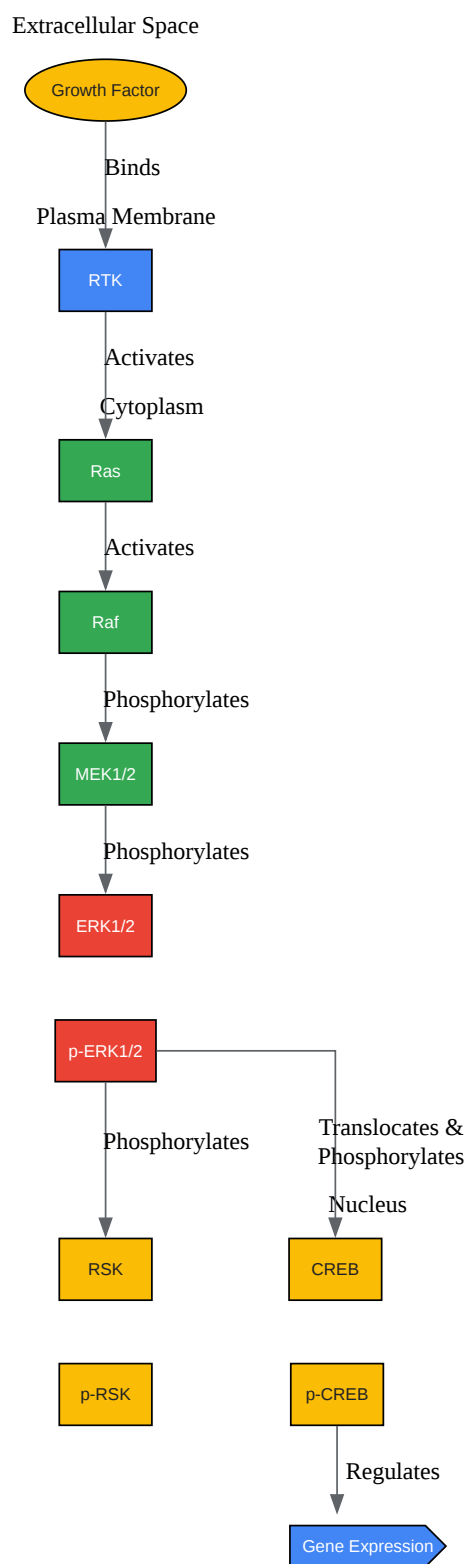 Extracellular Space
Growth Factor
Binds
Plasma Membrane
RTK
Activates
Cytoplasm
Ras
Activates
Raf
Phosphorylates
MEK1/2
Phosphorylates
ERK1/2
p-ERK1/2
Phosphorylates
Translocates &
Phosphorylates
Nucleus
RSK
CREB
p-RSK
p-CREB
Regulates
Gene Expression